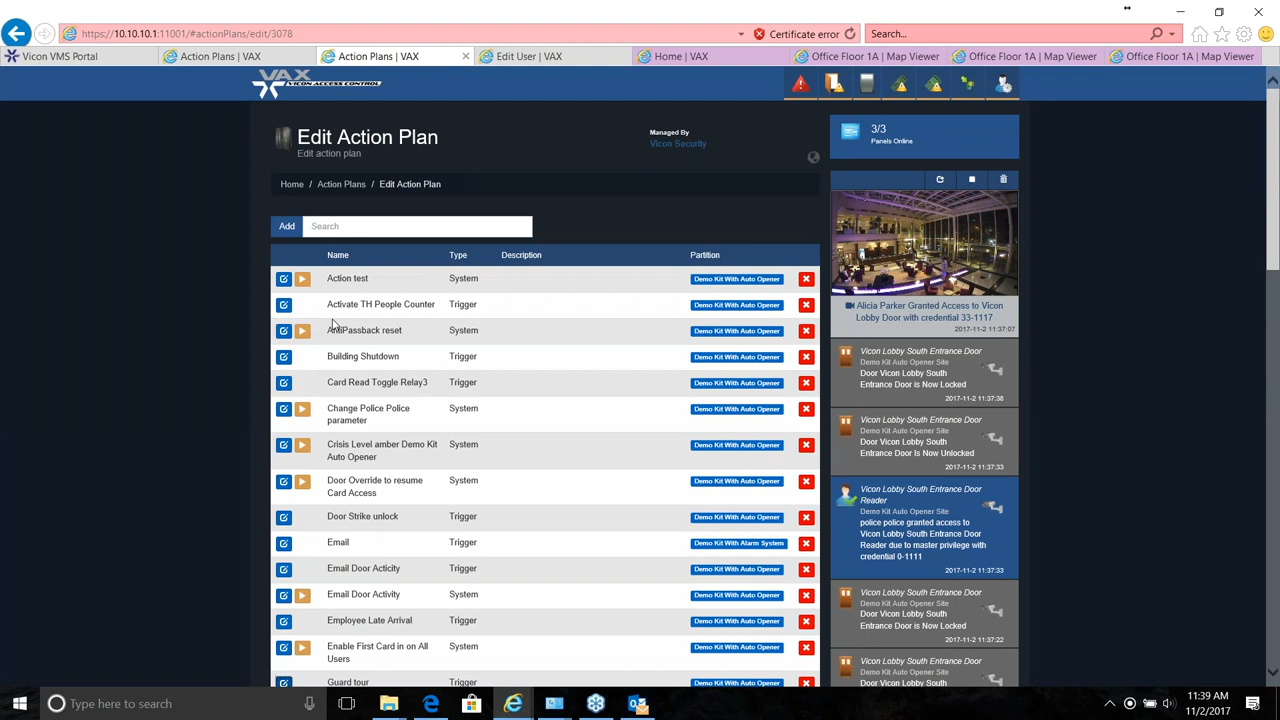 https://10.10.10.1:11001/#actionPlans/edit/3078
Certificate error
Search...
Vicon VMS Portal
Action Plans | VAX
Action Plans | VAX
Edit User | VAX
Home | VAX
Office Floor 1A | Map Viewer
Office Floor 1A | Map Viewer
Office Floor 1A | Map Viewer
VAX
VICON ACCESS CONTROL
Edit Action Plan
Edit action plan
Managed By
Vicon Security
3/3
Panels Online
Home / Action Plans / Edit Action Plan
Add
Search
Name Type Description Partition
Action test System Demo Kit With Auto Opener
Activate TH People Counter Trigger Demo Kit With Auto Opener
AntiPassback reset System Demo Kit With Auto Opener
Building Shutdown Trigger Demo Kit With Auto Opener
Card Read Toggle Relay3 Trigger Demo Kit With Auto Opener
Change Police Police System Demo Kit With Auto Opener
parameter
Crisis Level amber Demo Kit System Demo Kit With Auto Opener
Auto Opener
Door Override to resume System Demo Kit With Auto Opener
Card Access
Door Strike unlock Trigger Demo Kit With Auto Opener
Email Trigger Demo Kit With Alarm System
Email Door Acticity Trigger Demo Kit With Auto Opener
Email Door Activity System Demo Kit With Auto Opener
Employee Late Arrival Trigger Demo Kit With Auto Opener
Enable First Card in on All System Demo Kit With Auto Opener
Users
Guard tour Trigger Demo Kit With Auto Opener
Alicia Parker Granted Access to Vicon
Lobby Door with credential 33-1117
2017-11-2 11:37:07
Vicon Lobby South Entrance Door
Demo Kit Auto Opener Site
Door Vicon Lobby South
Entrance Door is Now Locked
2017-11-2 11:37:38
Vicon Lobby South Entrance Door
Demo Kit Auto Opener Site
Door Vicon Lobby South
Entrance Door Is Now Unlocked
2017-11-2 11:37:33
Vicon Lobby South Entrance Door
Reader
Demo Kit Auto Opener Site
police police granted access to
Vicon Lobby South Entrance Door
Reader due to master privilege with
credential 0-1111
2017-11-2 11:37:33
Vicon Lobby South Entrance Door
Demo Kit Auto Opener Site
Door Vicon Lobby South
Entrance Door is Now Locked
2017-11-2 11:37:22
Vicon Lobby South Entrance Door
Demo Kit Auto Opener Site
Door Vicon Lobby South
Type here to search
11:39 AM
11/2/2017